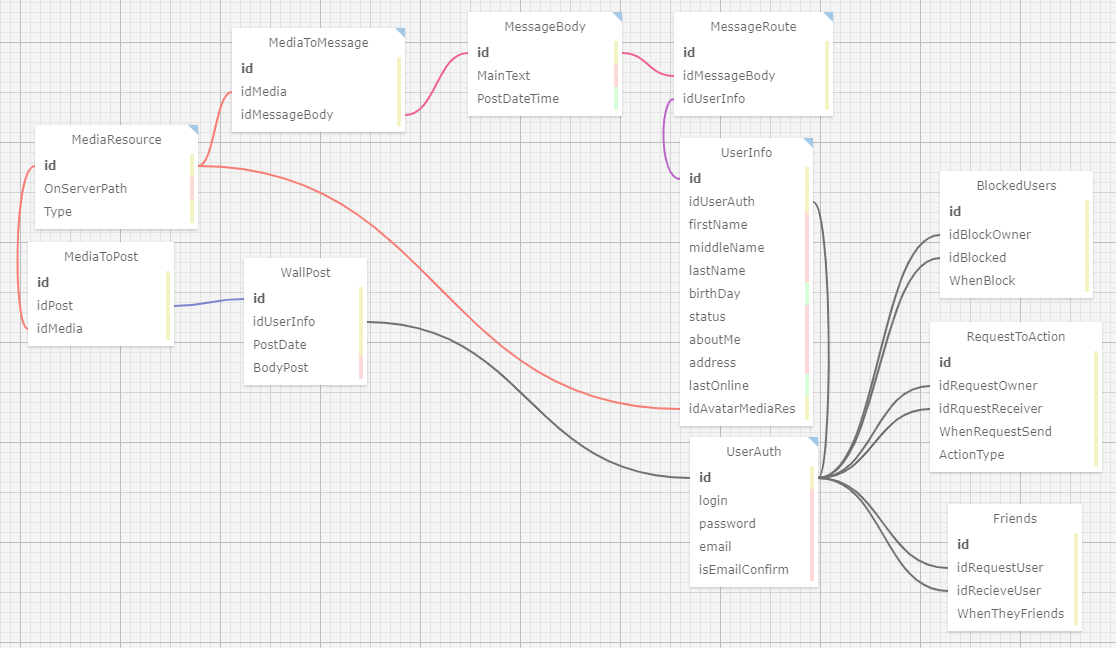 MediaToMessage
id
idMedia
idMessageBody
MessageBody
id
MainText
PostDateTime
MessageRoute
id
idMessageBody
idUserInfo
MediaResource
id
OnServerPath
Type
MediaToPost
id
idPost
idMedia
WallPost
id
idUserInfo
PostDate
BodyPost
UserInfo
id
idUserAuth
firstName
middleName
lastName
birthDay
status
aboutMe
address
lastOnline
idAvatarMediaRes
UserAuth
id
login
password
email
isEmailConfirm
BlockedUsers
id
idBlockOwner
idBlocked
WhenBlock
RequestToAction
id
idRequestOwner
idRquestReceiver
WhenRequestSend
ActionType
Friends
id
idRequestUser
idRecieveUser
WhenTheyFriends